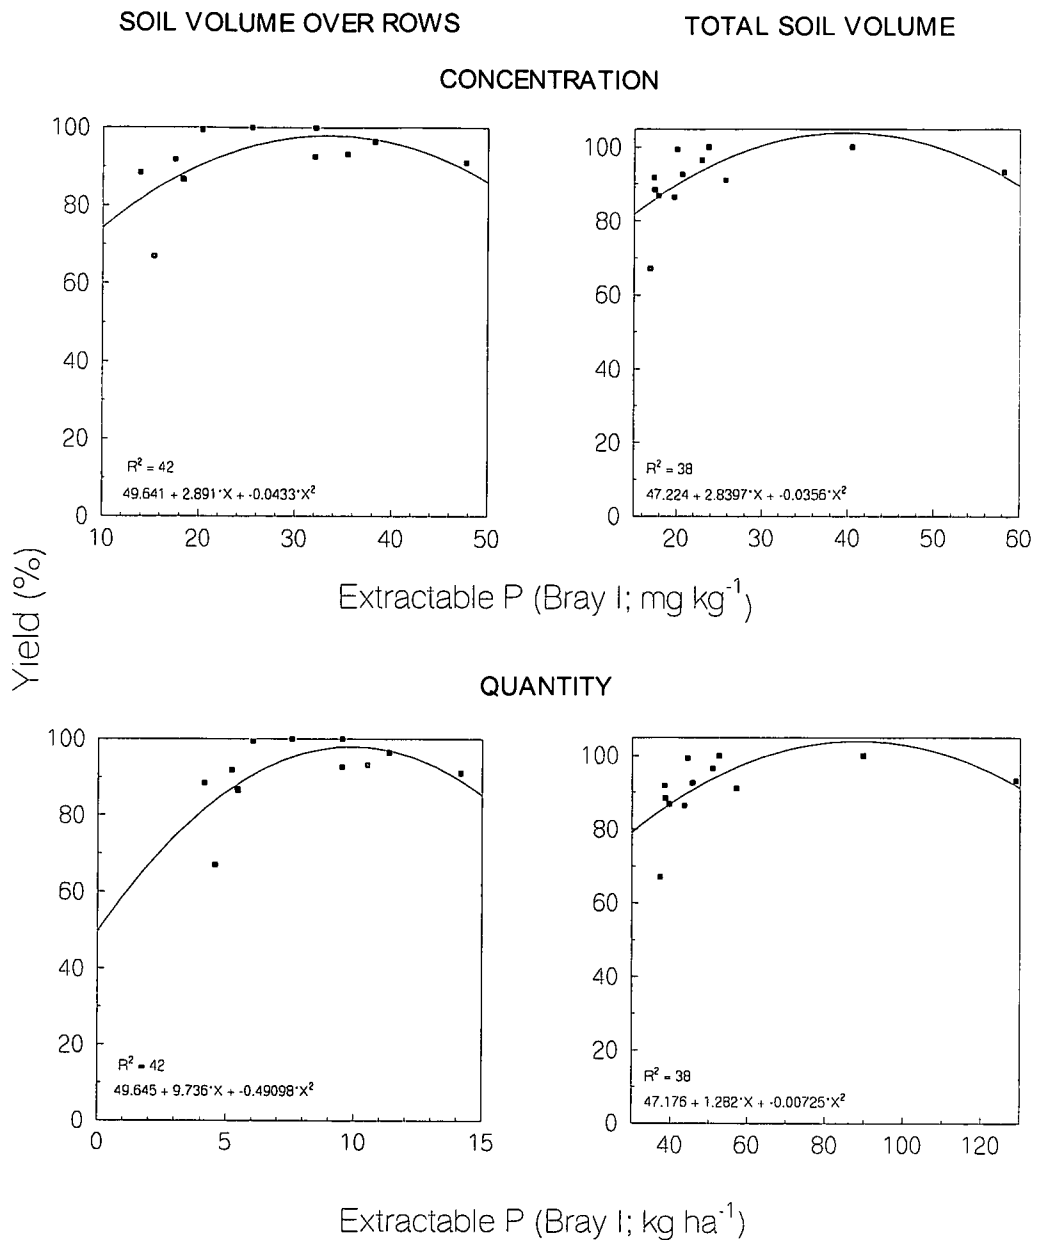 SOIL VOLUME OVER ROWS
TOTAL SOIL VOLUME
CONCENTRATION
100
80
60
40
20
0
R² = 42
49.641 + 2.891*X + -0.0433*X²
10 20 30 40 50
100
80
60
40
20
0
R² = 38
47.224 + 2.8397*X + -0.0356*X²
20 30 40 50 60
Extractable P (Bray I; mg kg⁻¹)
Yield (%)
QUANTITY
100
80
60
40
20
0
R² = 42
49.645 + 9.736*X + -0.49098*X²
0 5 10 15
100
80
60
40
20
0
R² = 38
47.176 + 1.282*X + -0.00725*X²
40 60 80 100 120
Extractable P (Bray I; kg ha⁻¹)